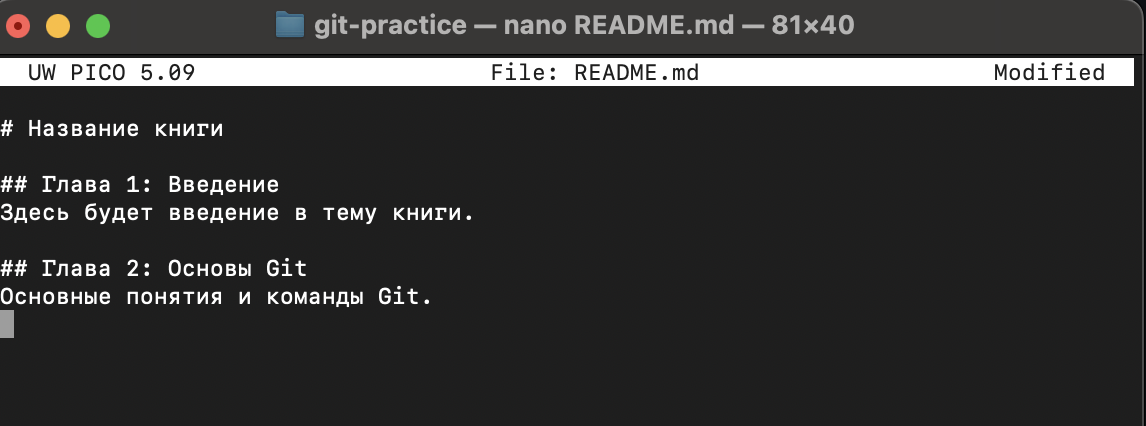 git-practice — nano README.md — 81×40
UW PICO 5.09 File: README.md Modified
# Название книги
## Глава 1: Введение
Здесь будет введение в тему книги.
## Глава 2: Основы Git
Основные понятия и команды Git.